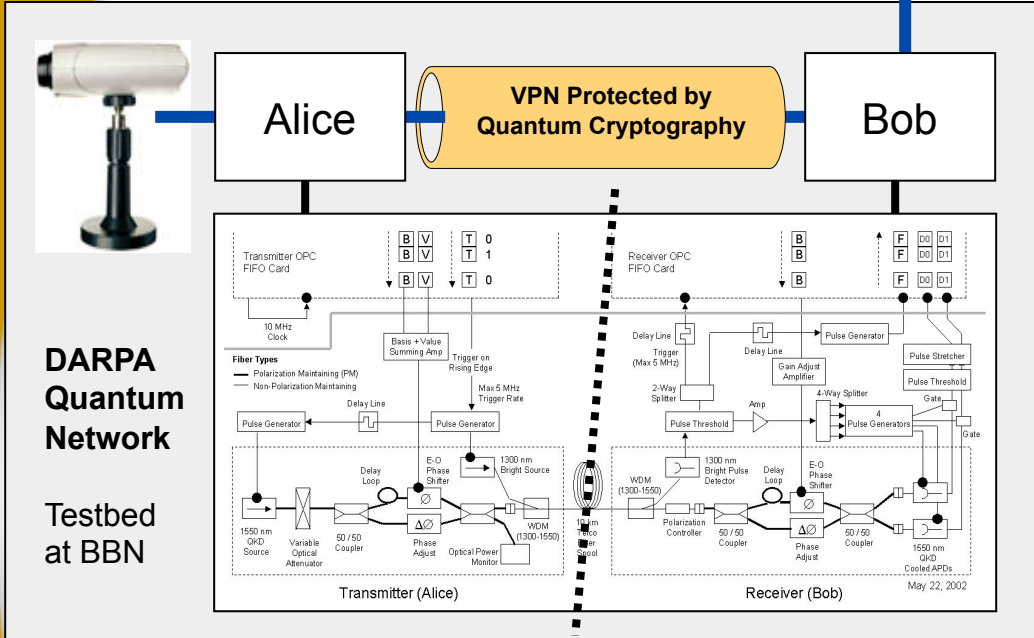 Alice
VPN Protected by
Quantum Cryptography
Bob
DARPA
Quantum
Network
Testbed
at BBN
Transmitter OPC
FIFO Card
B V T 0
B V T 1
B V T 0
10 MHz
Clock
Basis + Value
Summing Amp
Trigger on
Rising Edge
Fiber Types
Polarization Maintaining (PM)
Non-Polarization Maintaining
Max 5 MHz
Trigger Rate
Pulse Generator
Delay Line
Pulse Generator
1300 nm
Bright Source
Delay
Loop
E-O
Phase
Shifter
Ø
ΔØ
1550 nm
QKD
Source
Variable
Optical
Attenuator
50 / 50
Coupler
Phase
Adjust
Optical Power
Monitor
WDM
(1300-1550)
Transmitter (Alice)
10 km
Telco
Fiber
Spool
Receiver OPC
FIFO Card
B F D0 D1
B F D0 D1
B F D0 D1
Delay Line
Trigger
(Max 5 MHz)
Delay Line
Pulse Generator
Gain Adjust
Amplifier
Pulse Stretcher
Pulse Threshold
2-Way
Splitter
4-Way Splitter
Gate
Pulse Threshold
Amp
4
Pulse Generators
Gate
WDM
(1300-1550)
1300 nm
Bright Pulse
Detector
Delay
Loop
E-O
Phase
Shifter
Ø
ΔØ
Polarization
Controller
50 / 50
Coupler
Phase
Adjust
50 / 50
Coupler
1550 nm
QKD
Cooled APDs
May 22, 2002
Receiver (Bob)